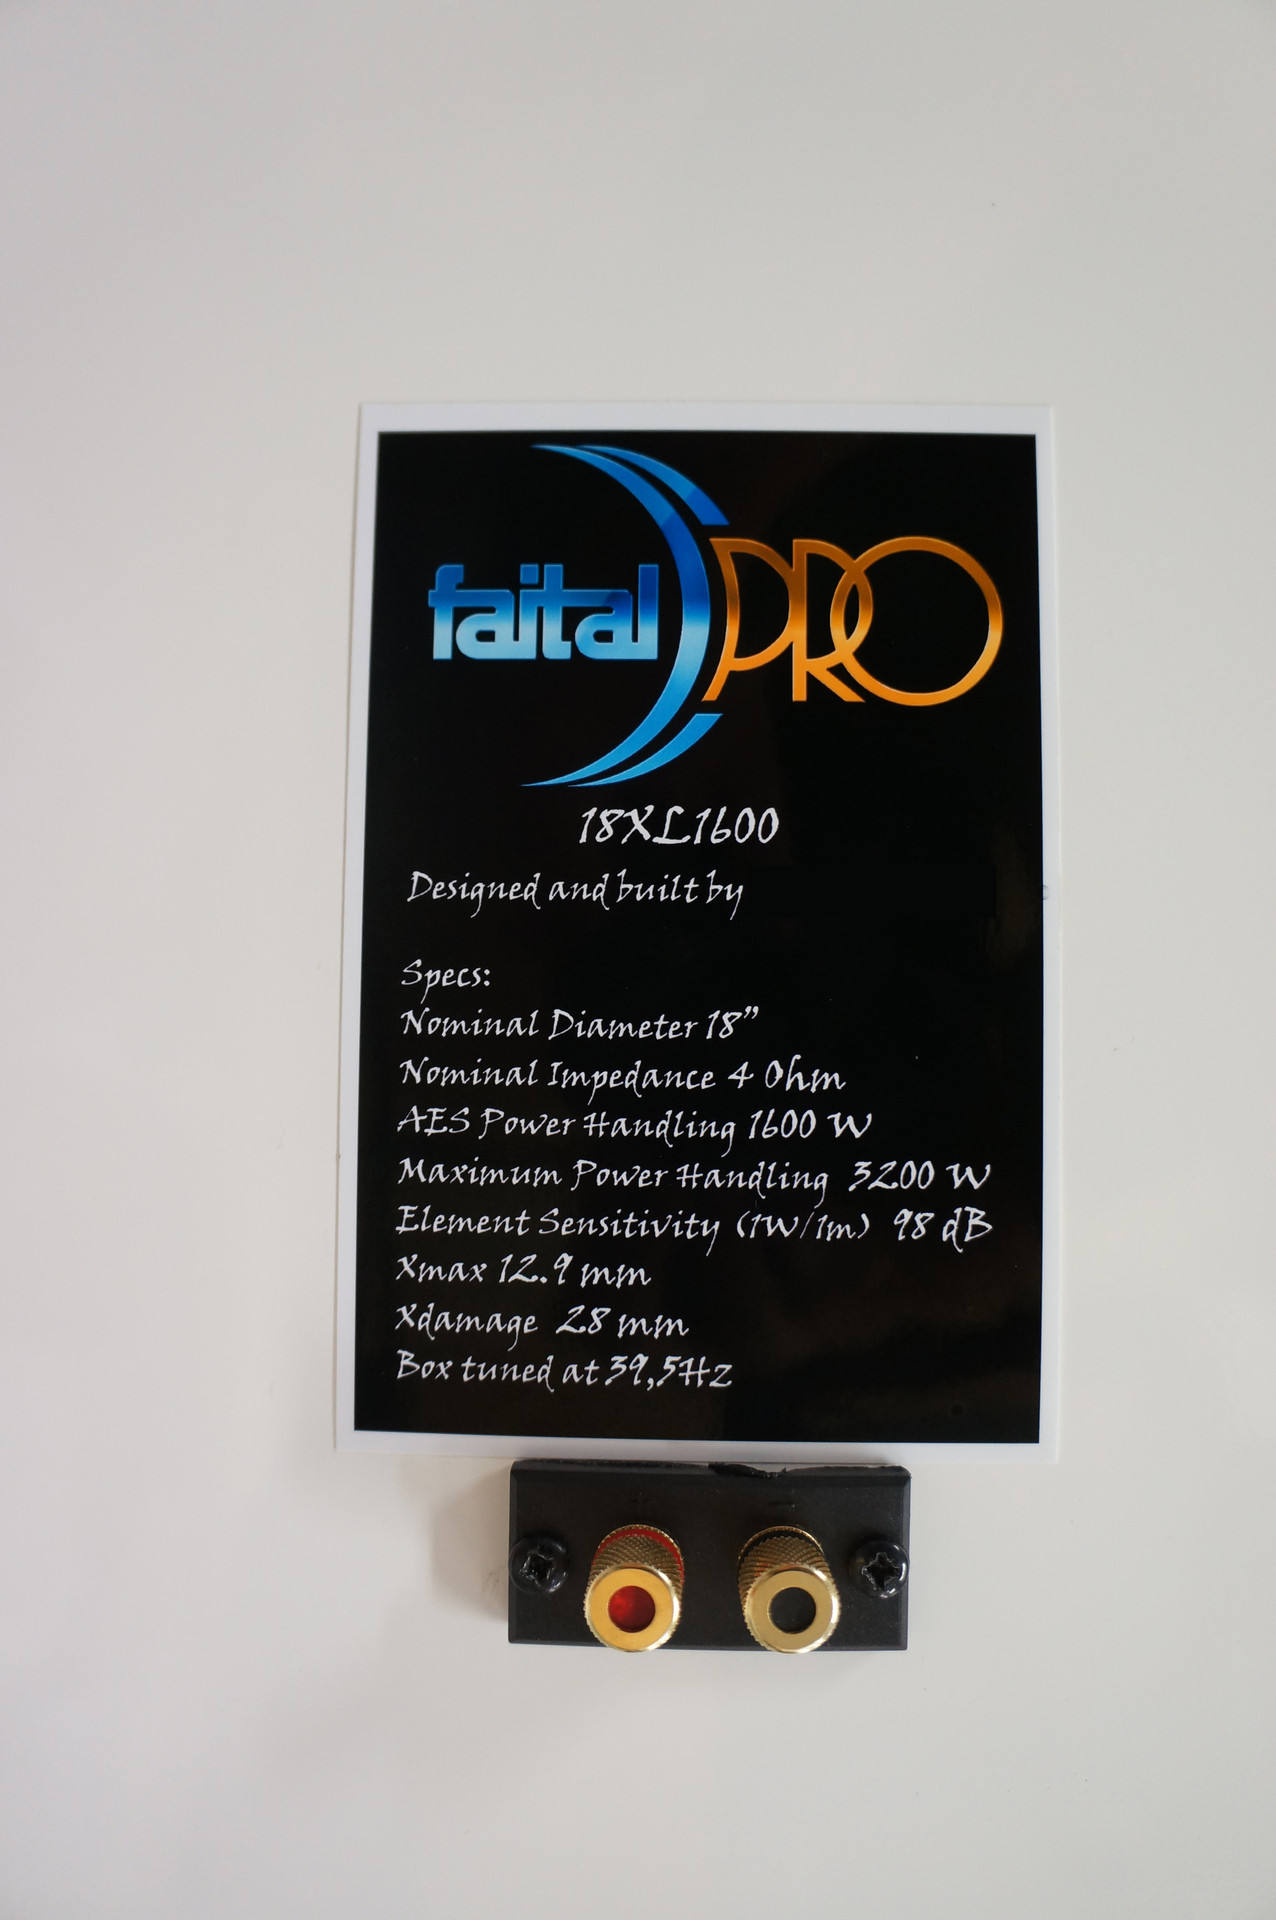 faital PRO
18XL1600
Designed and built by
Specs:
Nominal Diameter 18”
Nominal Impedance 4 Ohm
AES Power Handling 1600 W
Maximum Power Handling 3200 W
Element Sensitivity (1W/1m) 98 dB
Xmax 12.9 mm
Xdamage 28 mm
Box tuned at 39,5Hz
+ -